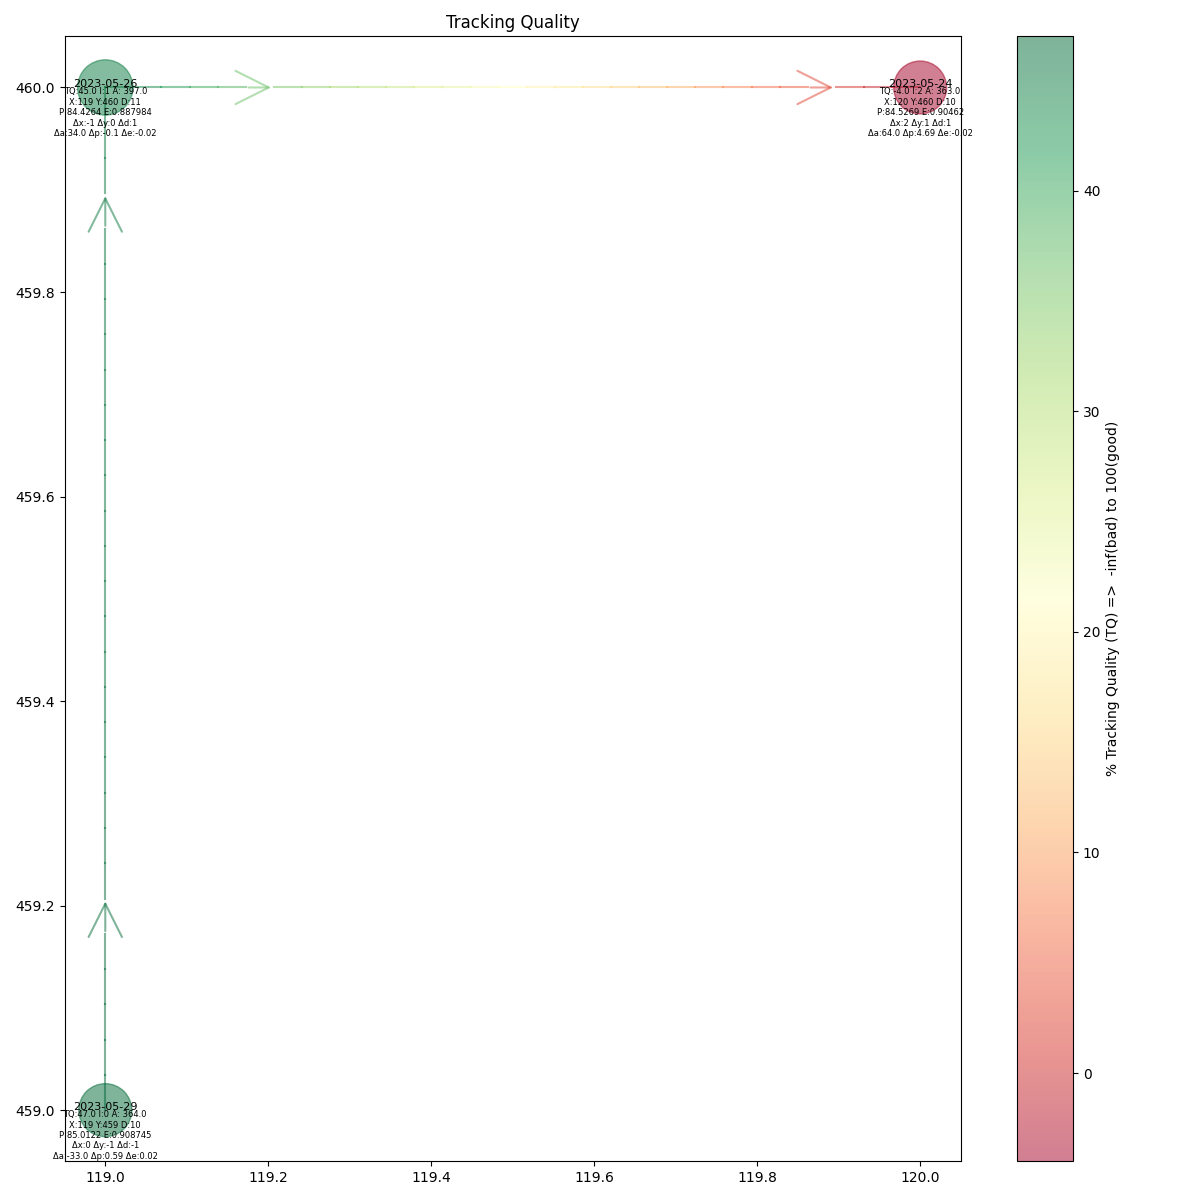 Tracking Quality
460.0
459.8
459.6
459.4
459.2
459.0
2023-05-26
TQ:45.0 I:1 A: 397.0
X:119 Y:460 D:11
P:84.4264 E:0.887984
Δx:-1 Δy:0 Δd:1
Δa:34.0 Δp:-0.1 Δe:-0.02
2023-05-24
TQ:-4.0 I:2 A: 363.0
X:120 Y:460 D:10
P:84.5269 E:0.90462
Δx:2 Δy:1 Δd:1
Δa:64.0 Δp:4.69 Δe:-0.02
2023-05-29
TQ:47.0 I:0 A: 364.0
X:119 Y:459 D:10
P:85.0122 E:0.908745
Δx:0 Δy:-1 Δd:-1
Δa:-33.0 Δp:0.59 Δe:0.02
119.0
119.2
119.4
119.6
119.8
120.0
40
30
20
10
0
% Tracking Quality (TQ) => -inf(bad) to 100(good)